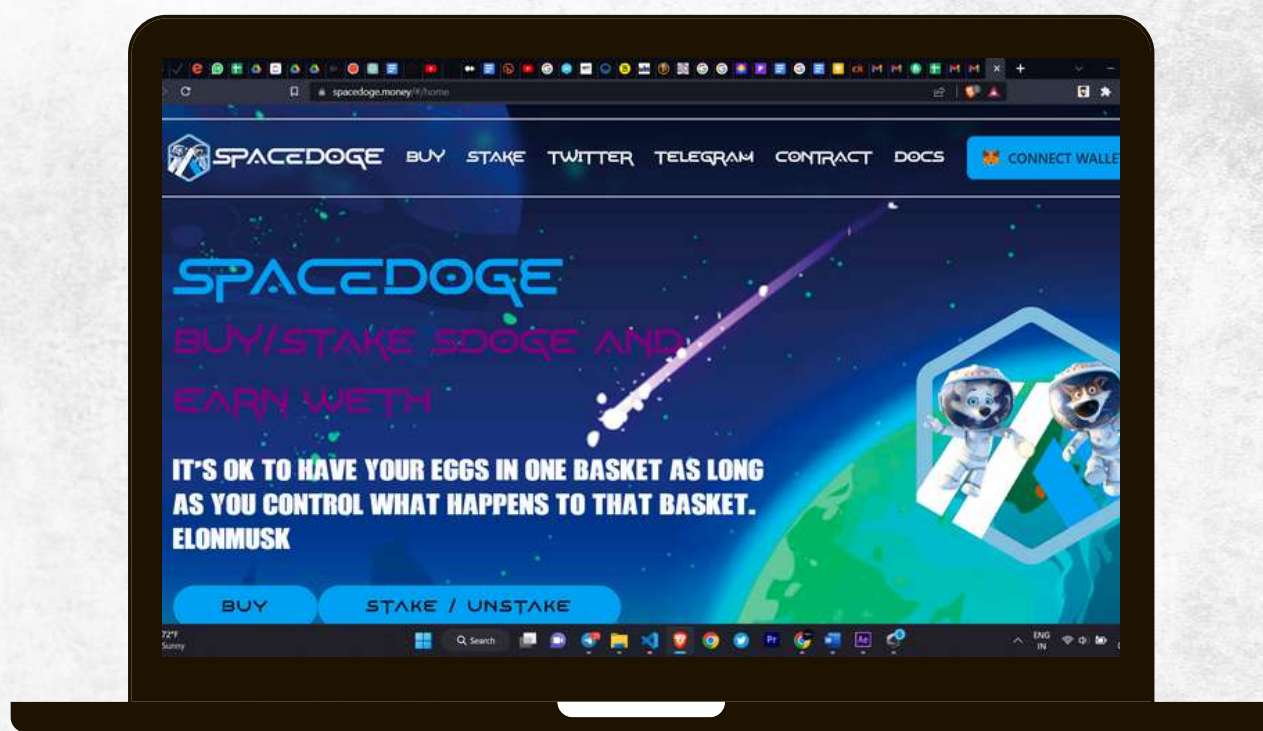 spacedoge.money/#/home
SPACEDOGE BUY STAKE TWITTER TELEGRAM CONTRACT DOCS CONNECT WALLE
SPACEDOGE
BUY/STAKE SDOGE AND
EARN WETH
IT'S OK TO HAVE YOUR EGGS IN ONE BASKET AS LONG
AS YOU CONTROL WHAT HAPPENS TO THAT BASKET.
ELONMUSK
BUY STAKE / UNSTAKE
72°F
Sunny
Search
Pr
Ae
ENG
IN